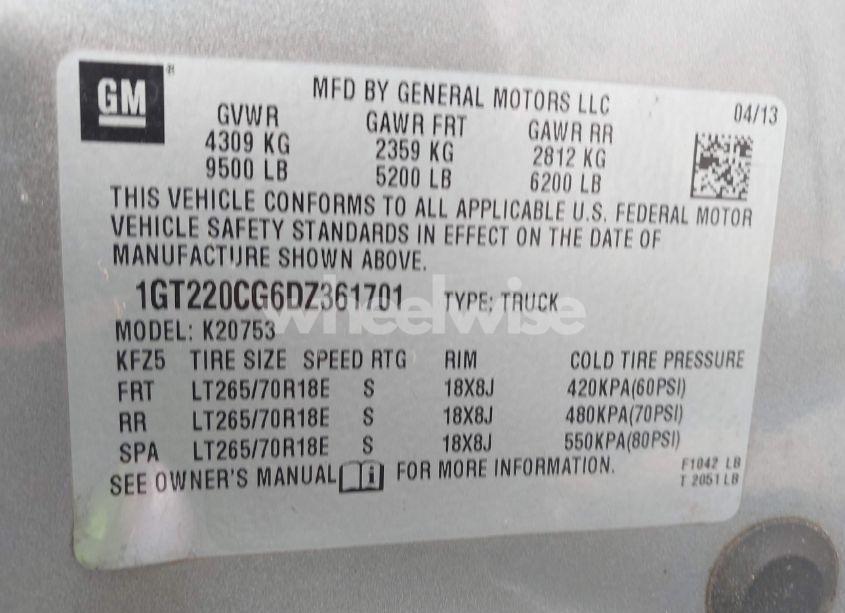 GM®
MFD BY GENERAL MOTORS LLC
04/13
GVWR GAWR FRT GAWR RR
4309 KG 2359 KG 2812 KG
9500 LB 5200 LB 6200 LB
THIS VEHICLE CONFORMS TO ALL APPLICABLE U.S. FEDERAL MOTOR
VEHICLE SAFETY STANDARDS IN EFFECT ON THE DATE OF
MANUFACTURE SHOWN ABOVE.
1GT220CG6DZ361701 TYPE: TRUCK
wheelwise
MODEL: K20753
KFZ5 TIRE SIZE SPEED RTG RIM COLD TIRE PRESSURE
FRT LT265/70R18E S 18X8J 420KPA(60PSI)
RR LT265/70R18E S 18X8J 480KPA(70PSI)
SPA LT265/70R18E S 18X8J 550KPA(80PSI)
SEE OWNER'S MANUAL i FOR MORE INFORMATION.
F1042 LB
T 2051 LB